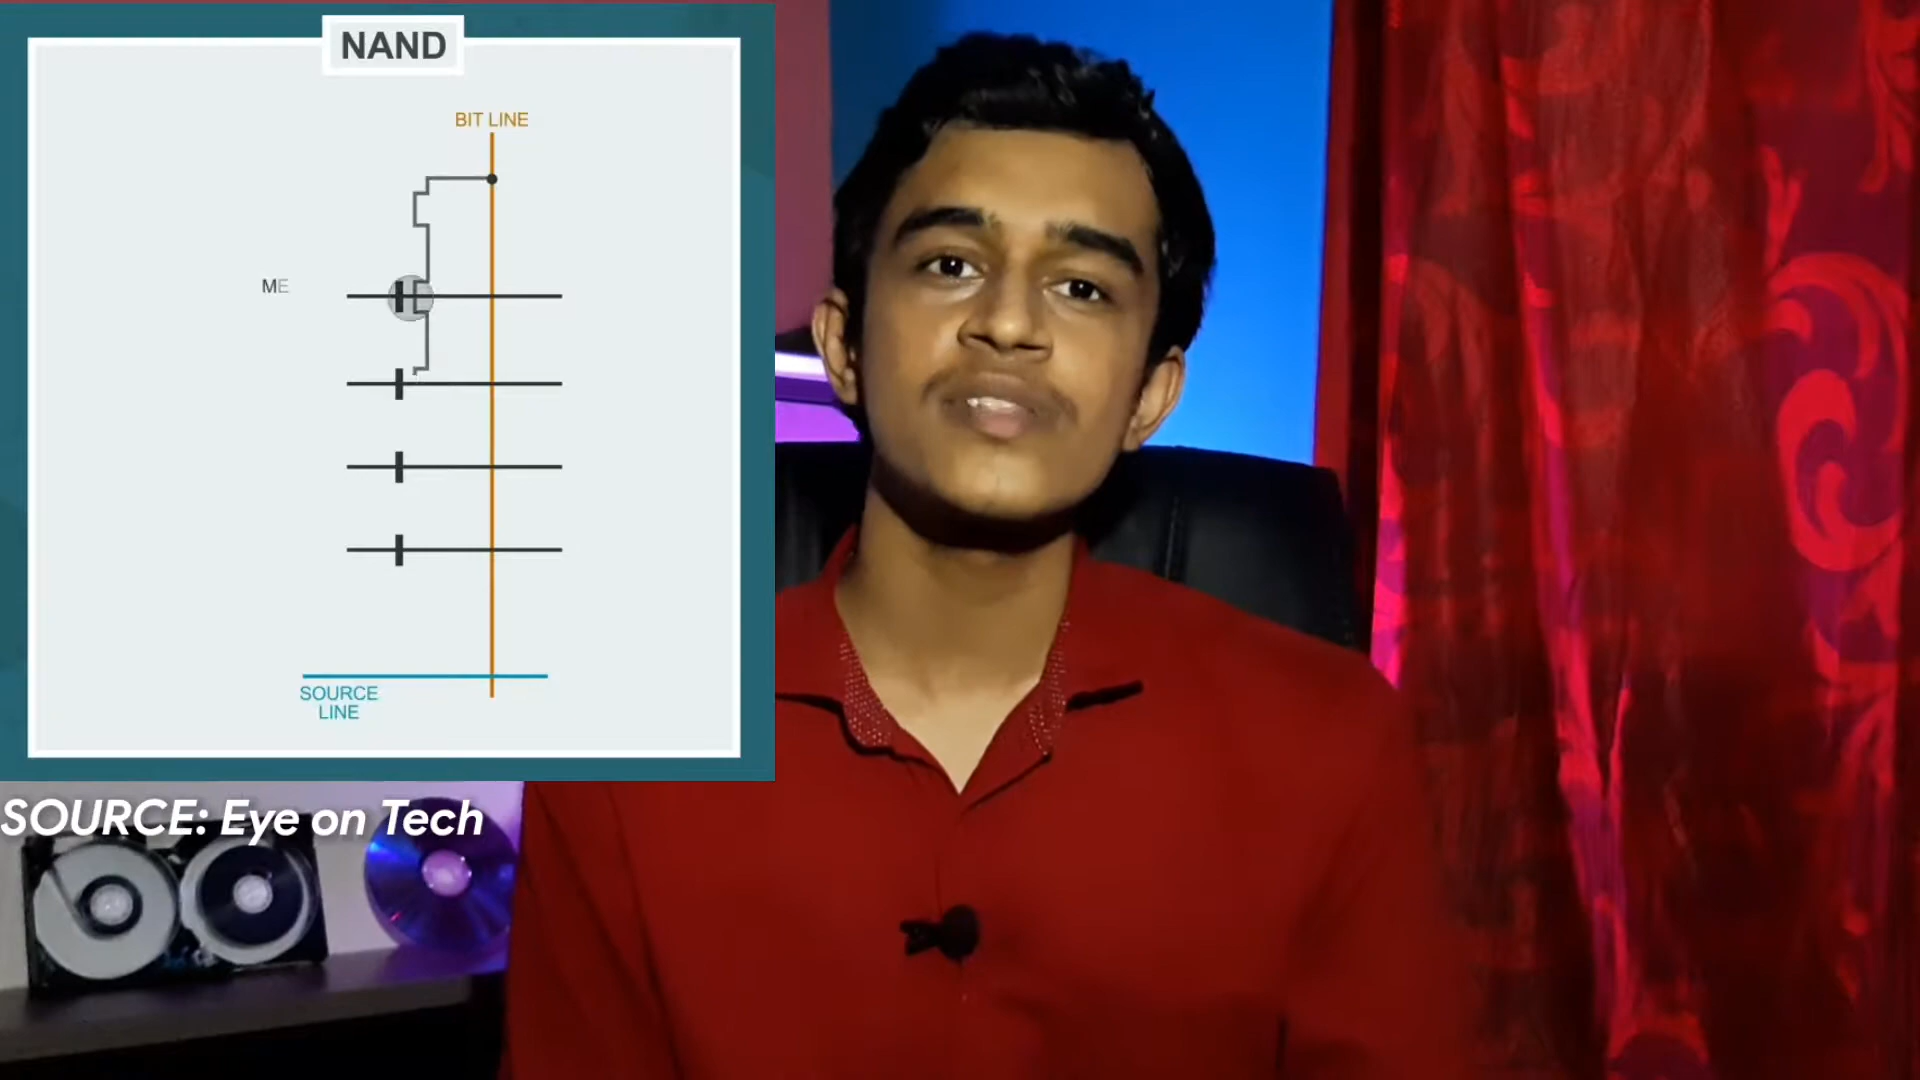 NAND
BIT LINE
ME
SOURCE
LINE
SOURCE: Eye on Tech